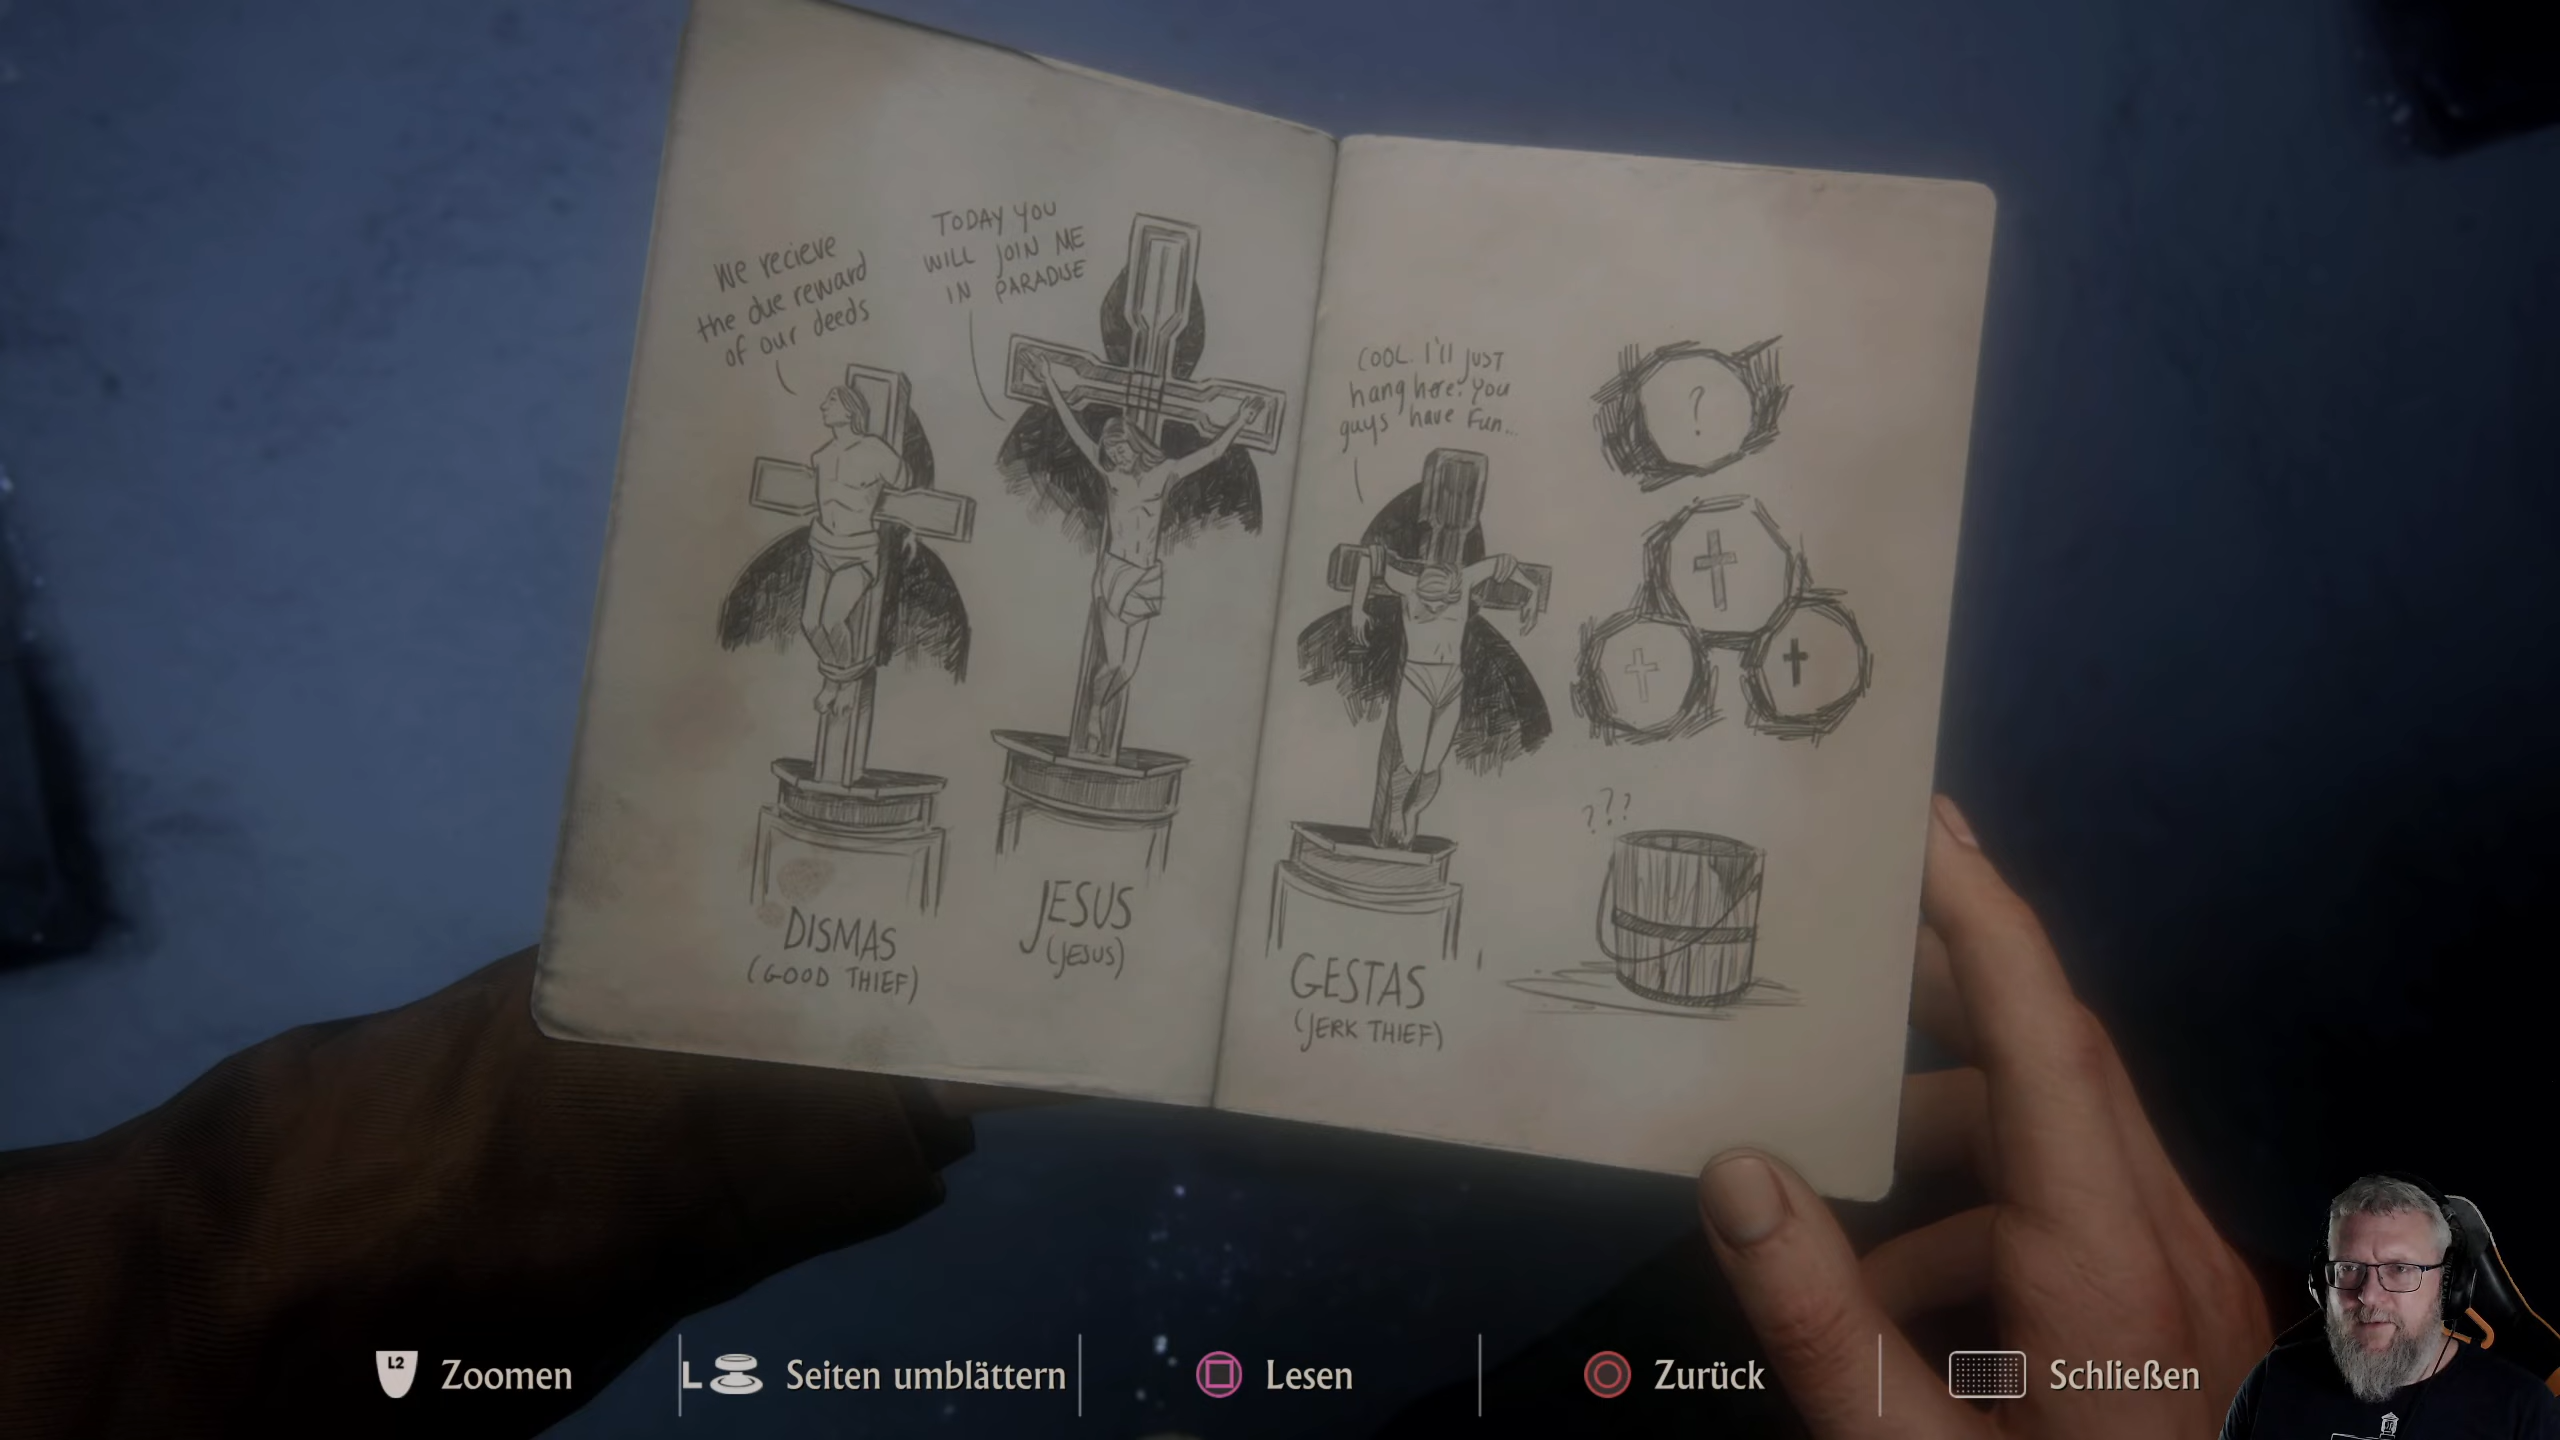 We recieve
the due reward
of our deeds
TODAY YOU
WILL JOIN ME
IN PARADISE
COOL. I'll JUST
hang here. You
guys have Fun...
?
???
DISMAS
(GOOD THIEF)
JESUS
(JESUS)
GESTAS
(JERK THIEF)
L2 Zoomen
L Seiten umblättern
Lesen
Zurück
Schließen